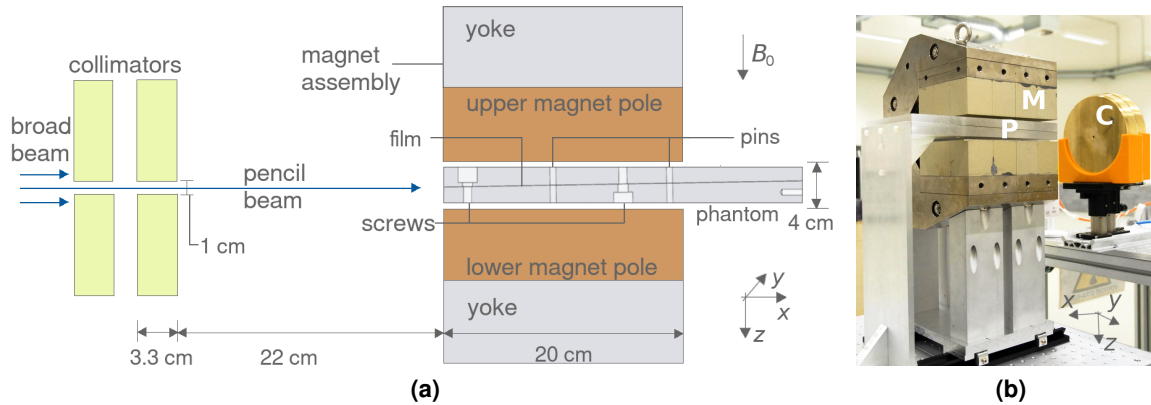 yoke
magnet
assembly
B₀
collimators
upper magnet pole
M
C
broad
beam
film
pins
P
pencil
beam
phantom
4 cm
screws
1 cm
lower magnet pole
y
x
z
yoke
x
y
z
3.3 cm
22 cm
20 cm
(a)
(b)